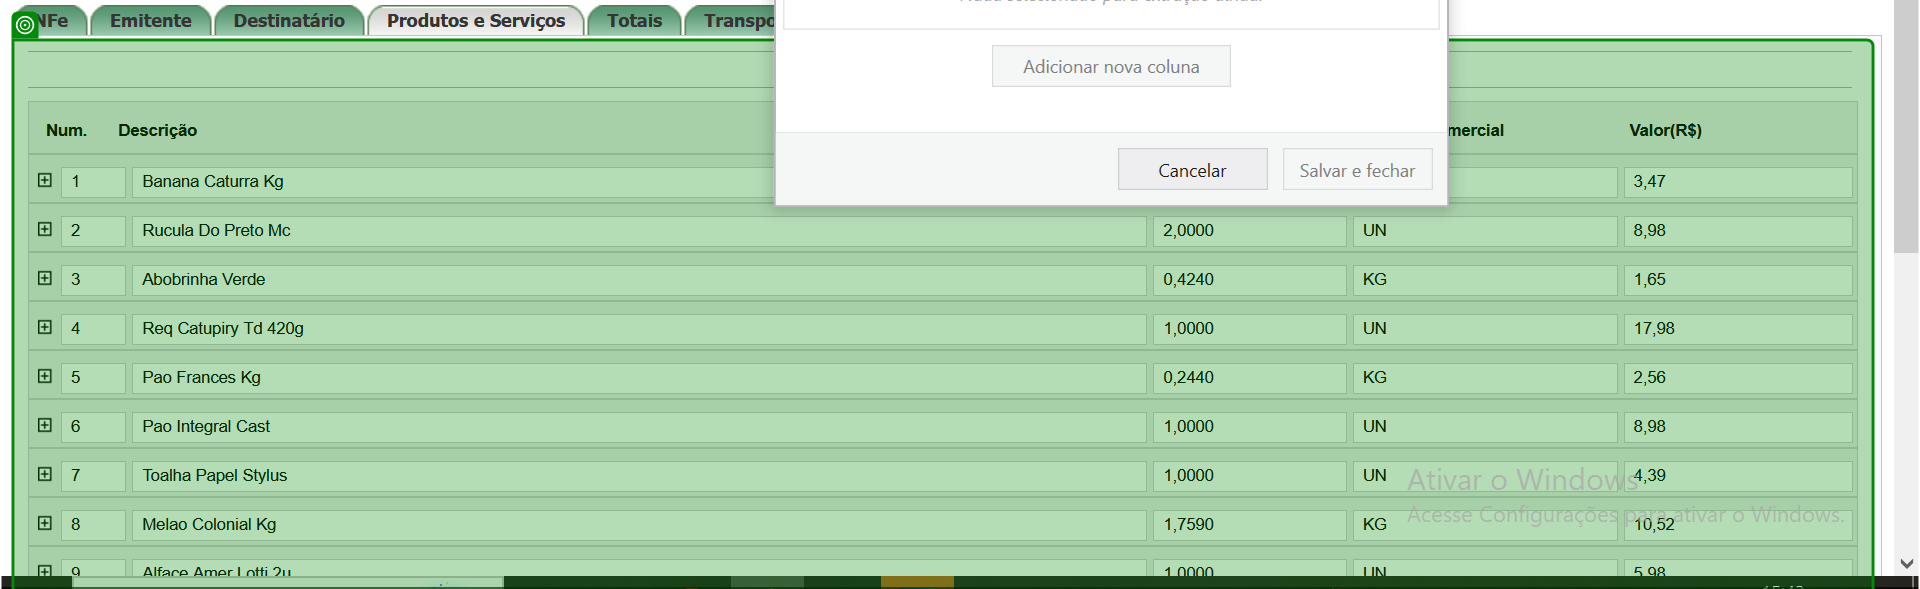 NFe Emitente Destinatário Produtos e Serviços Totais Transpo
Nada selecionado para extração ainda.
Adicionar nova coluna
Cancelar Salvar e fechar
Num. Descrição mercial Valor(R$)
1 Banana Caturra Kg 3,47
2 Rucula Do Preto Mc 2,0000 UN 8,98
3 Abobrinha Verde 0,4240 KG 1,65
4 Req Catupiry Td 420g 1,0000 UN 17,98
5 Pao Frances Kg 0,2440 KG 2,56
6 Pao Integral Cast 1,0000 UN 8,98
7 Toalha Papel Stylus 1,0000 UN 4,39
8 Melao Colonial Kg 1,7590 KG 10,52
9 Alface Amer Lotti 2u 1,0000 UN 5,98
Ativar o Windows
Acesse Configurações para ativar o Windows.